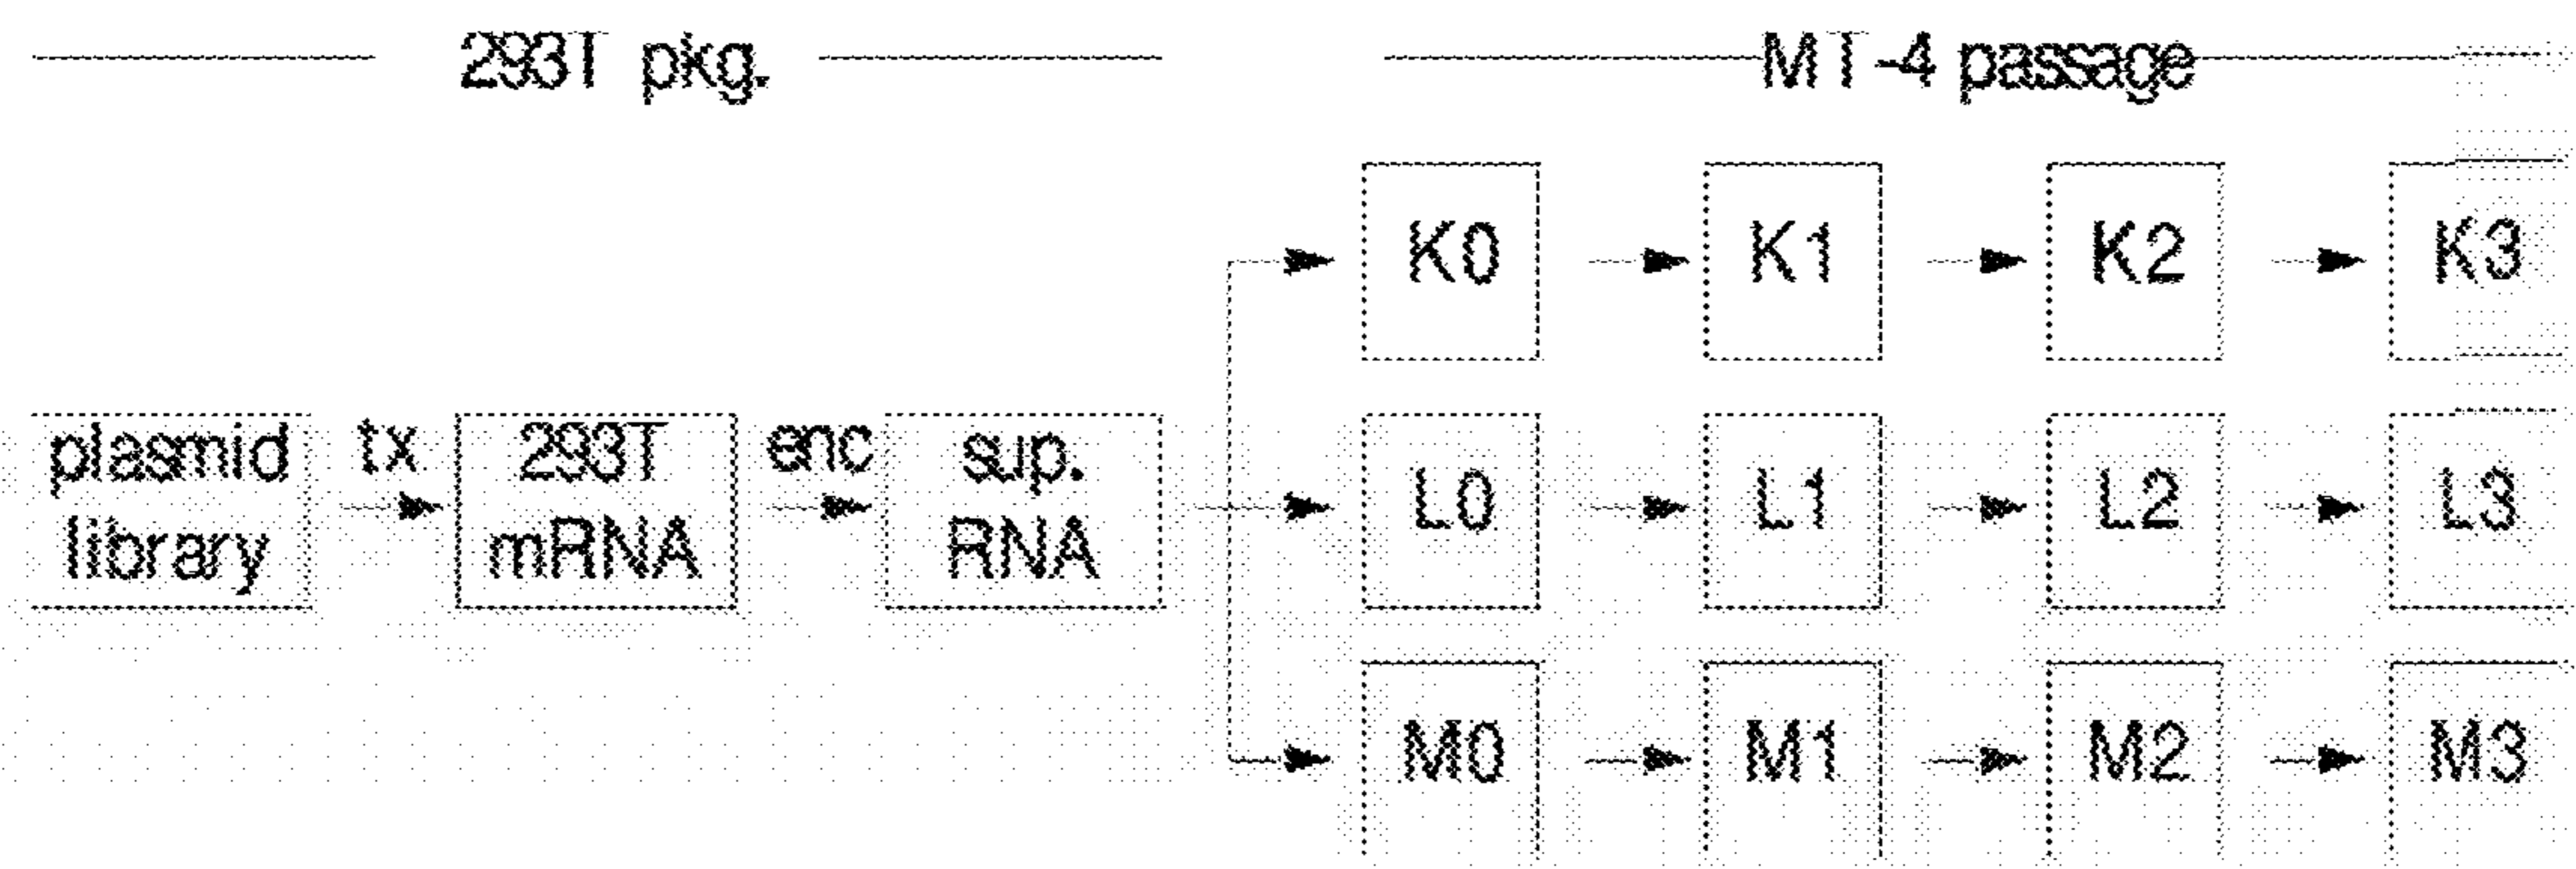 293T pkg.
MT-4 passage
K0
K1
K2
K3
plasmid
library
tx
293T
mRNA
enc
sup.
RNA
L0
L1
L2
L3
M0
M1
M2
M3